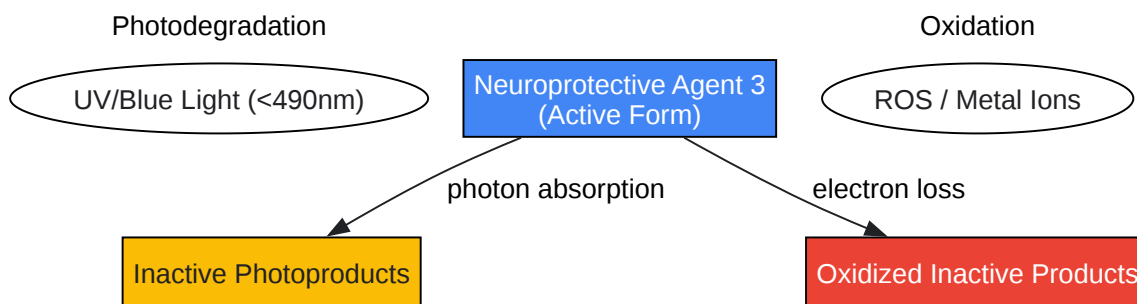 Photodegradation
Oxidation
UV/Blue Light (<490nm)
Neuroprotective Agent 3
(Active Form)
ROS / Metal Ions
photon absorption
electron loss
Inactive Photoproducts
Oxidized Inactive Products